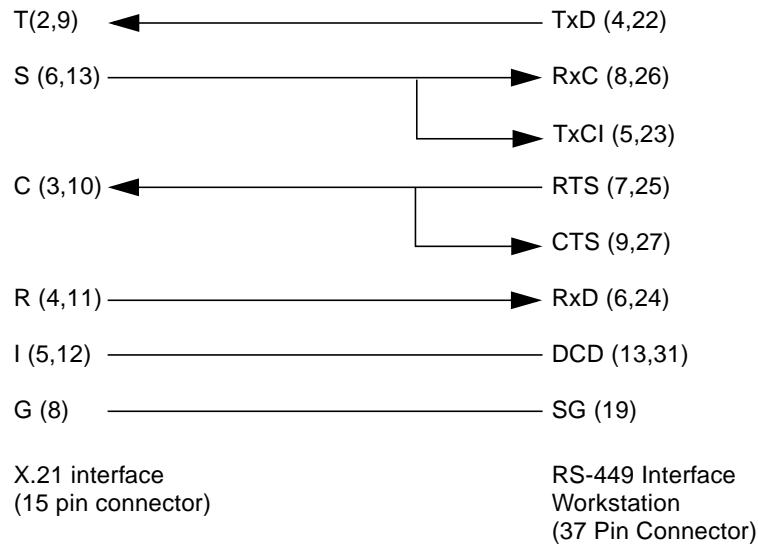 T(2,9) TxD (4,22)
S (6,13) RxC (8,26)
TxCI (5,23)
C (3,10) RTS (7,25)
CTS (9,27)
R (4,11) RxD (6,24)
I (5,12) DCD (13,31)
G (8) SG (19)
X.21 interface
(15 pin connector)
RS-449 Interface
Workstation
(37 Pin Connector)